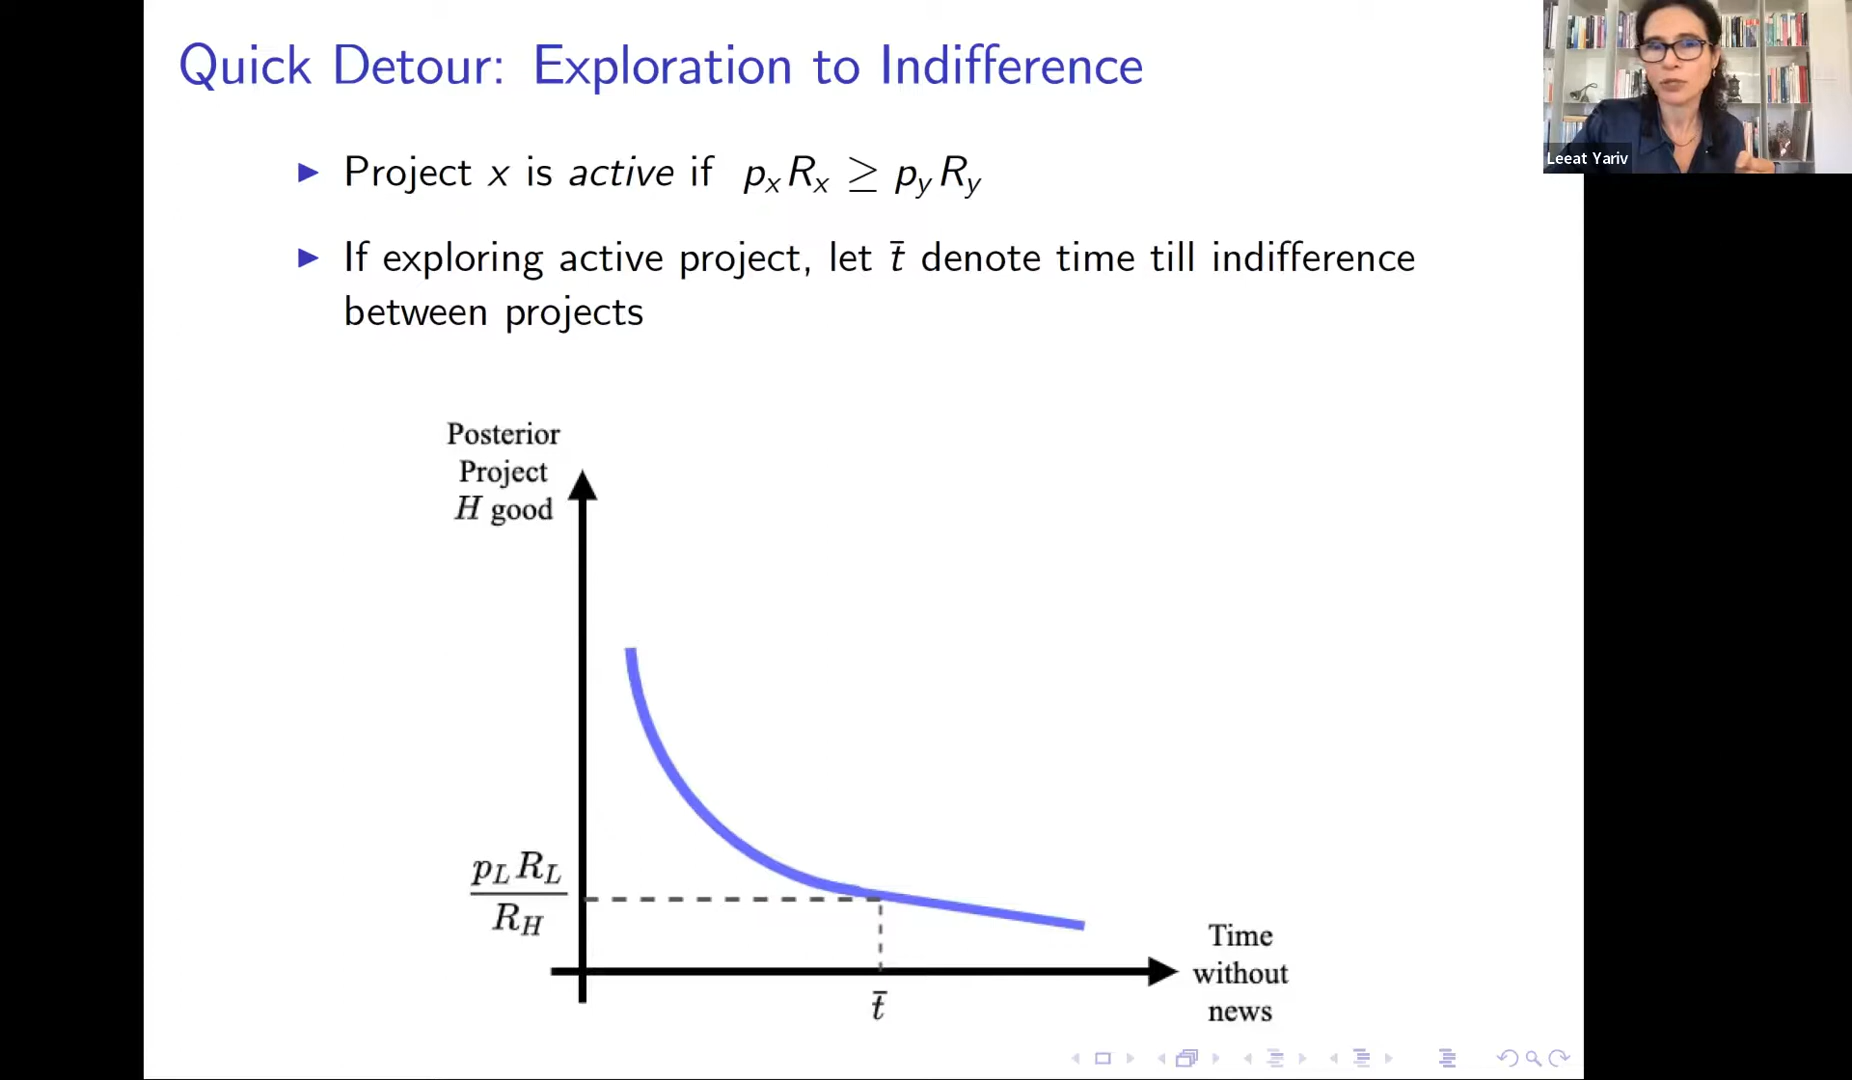 Quick Detour: Exploration to Indifference
Leeat Yariv
▶ Project x is active if p_x R_x ≥ p_y R_y
▶ If exploring active project, let t̄ denote time till indifference
between projects
Posterior
Project
H good
p_L R_L
R_H
t̄
Time
without
news